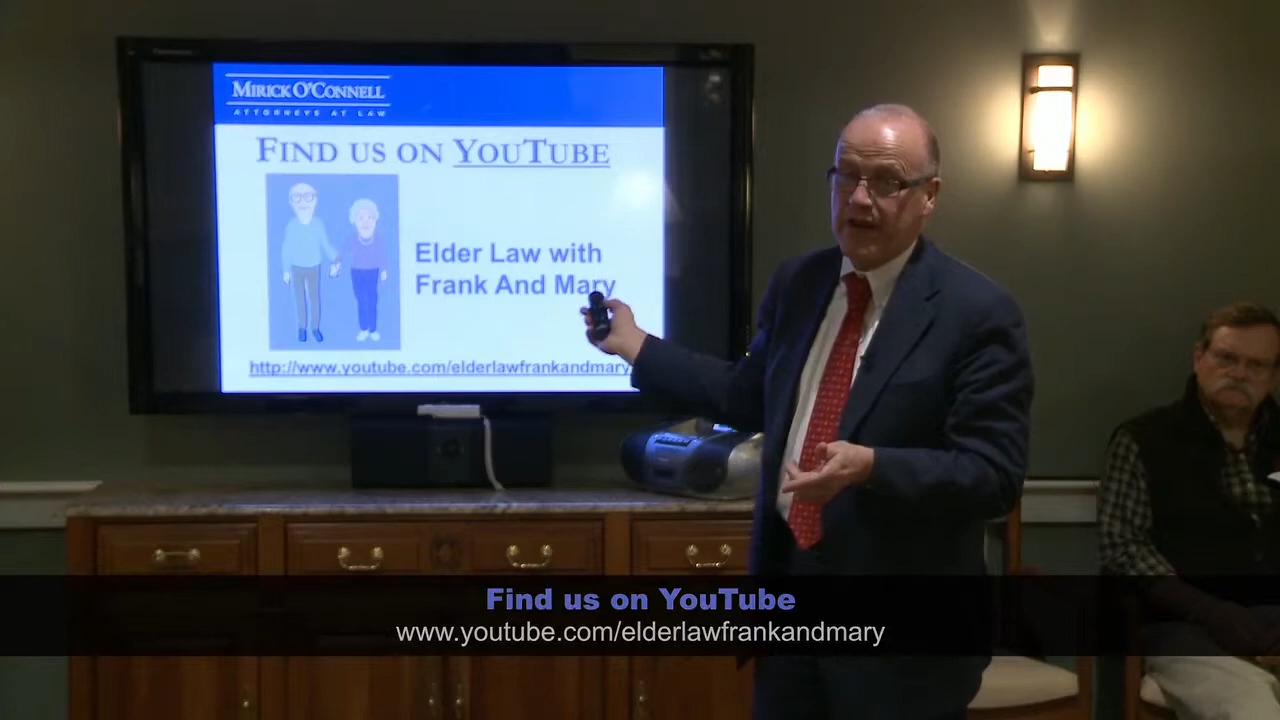 MIRICK O'CONNELL
ATTORNEYS AT LAW
FIND US ON YOUTUBE
Elder Law with
Frank And Mary
http://www.youtube.com/elderlawfrankandmary
Find us on YouTube
www.youtube.com/elderlawfrankandmary